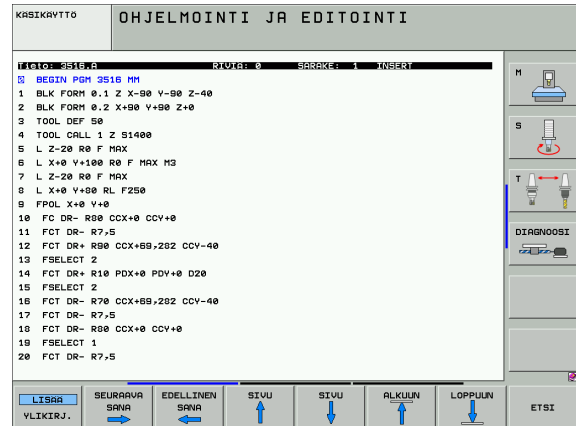 KÄSIKÄYTTÖ
OHJELMOINTI JA EDITOINTI
Tieto: 3516.A RIVIÄ: 0 SARAKE: 1 INSERT
0 BEGIN PGM 3516 MM
1 BLK FORM 0.1 Z X-90 Y-90 Z-40
2 BLK FORM 0.2 X+90 Y+90 Z+0
3 TOOL DEF 50
4 TOOL CALL 1 Z S1400
5 L Z-20 R0 F MAX
6 L X+0 Y+100 R0 F MAX M3
7 L Z-20 R0 F MAX
8 L X+0 Y+80 RL F250
9 FPOL X+0 Y+0
10 FC DR- R80 CCX+0 CCY+0
11 FCT DR- R7,5
12 FCT DR+ R90 CCX+69,282 CCY-40
13 FSELECT 2
14 FCT DR+ R10 PDX+0 PDY+0 D20
15 FSELECT 2
16 FCT DR- R70 CCX+69,282 CCY-40
17 FCT DR- R7,5
18 FCT DR- R80 CCX+0 CCY+0
19 FSELECT 1
20 FCT DR- R7,5
M
S
T
DIAGNOOSI
LISÄÄ
YLIKIRJ.
SEURAAVA
SANA
EDELLINEN
SANA
SIVU
SIVU
ALKUUN
LOPPUUN
ETSI